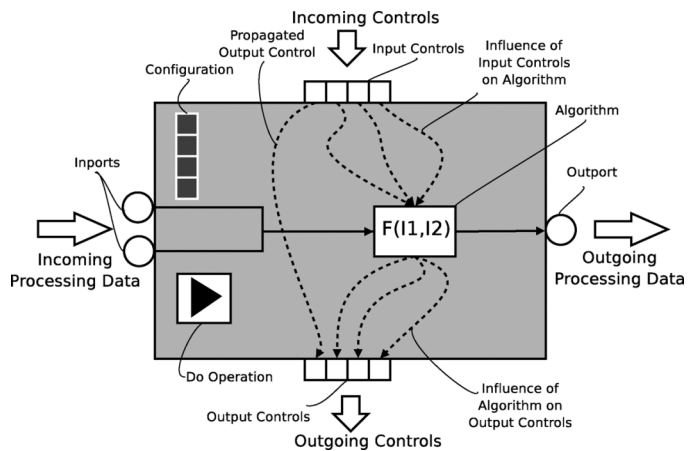 Incoming Controls
Propagated
Output Control
Input Controls
Influence of
Input Controls
on Algorithm
Configuration
Algorithm
Inports
Outport
F(I1,I2)
Incoming
Processing Data
Outgoing
Processing Data
Do Operation
Output Controls
Influence of
Algorithm on
Output Controls
Outgoing Controls